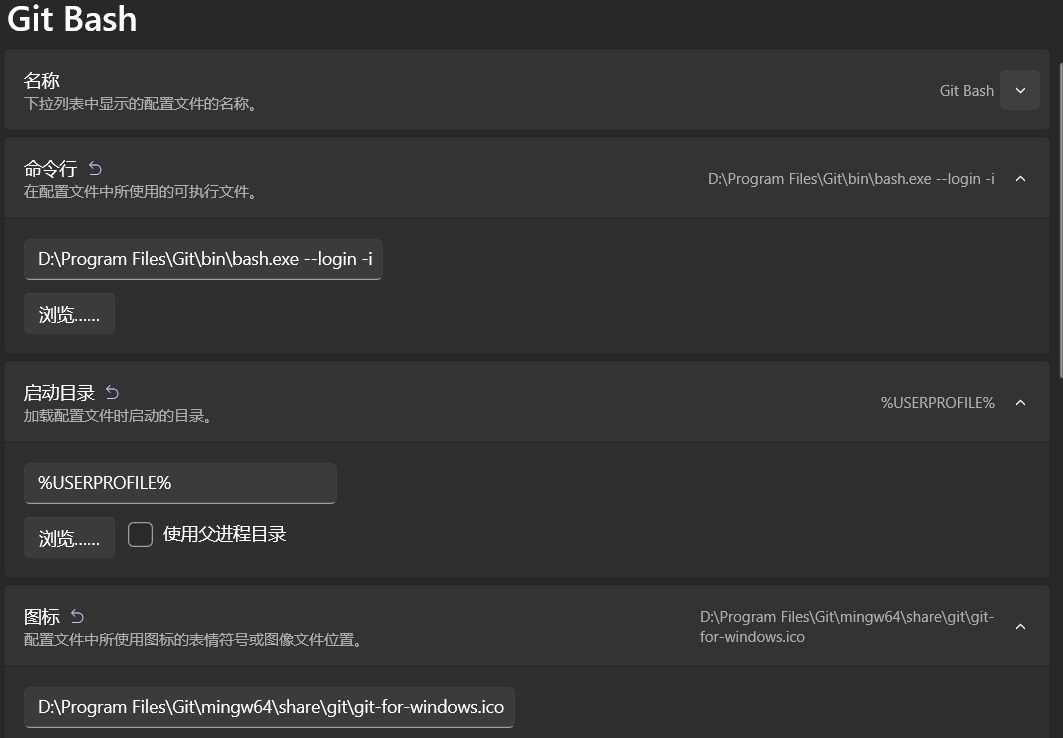 Git Bash
名称
下拉列表中显示的配置文件的名称。
Git Bash
命令行
在配置文件中所使用的可执行文件。
D:\Program Files\Git\bin\bash.exe --login -i
D:\Program Files\Git\bin\bash.exe --login -i
浏览......
启动目录
加载配置文件时启动的目录。
%USERPROFILE%
%USERPROFILE%
浏览......
使用父进程目录
图标
配置文件中所使用图标的表情符号或图像文件位置。
D:\Program Files\Git\mingw64\share\git\git-
for-windows.ico
D:\Program Files\Git\mingw64\share\git\git-for-windows.ico